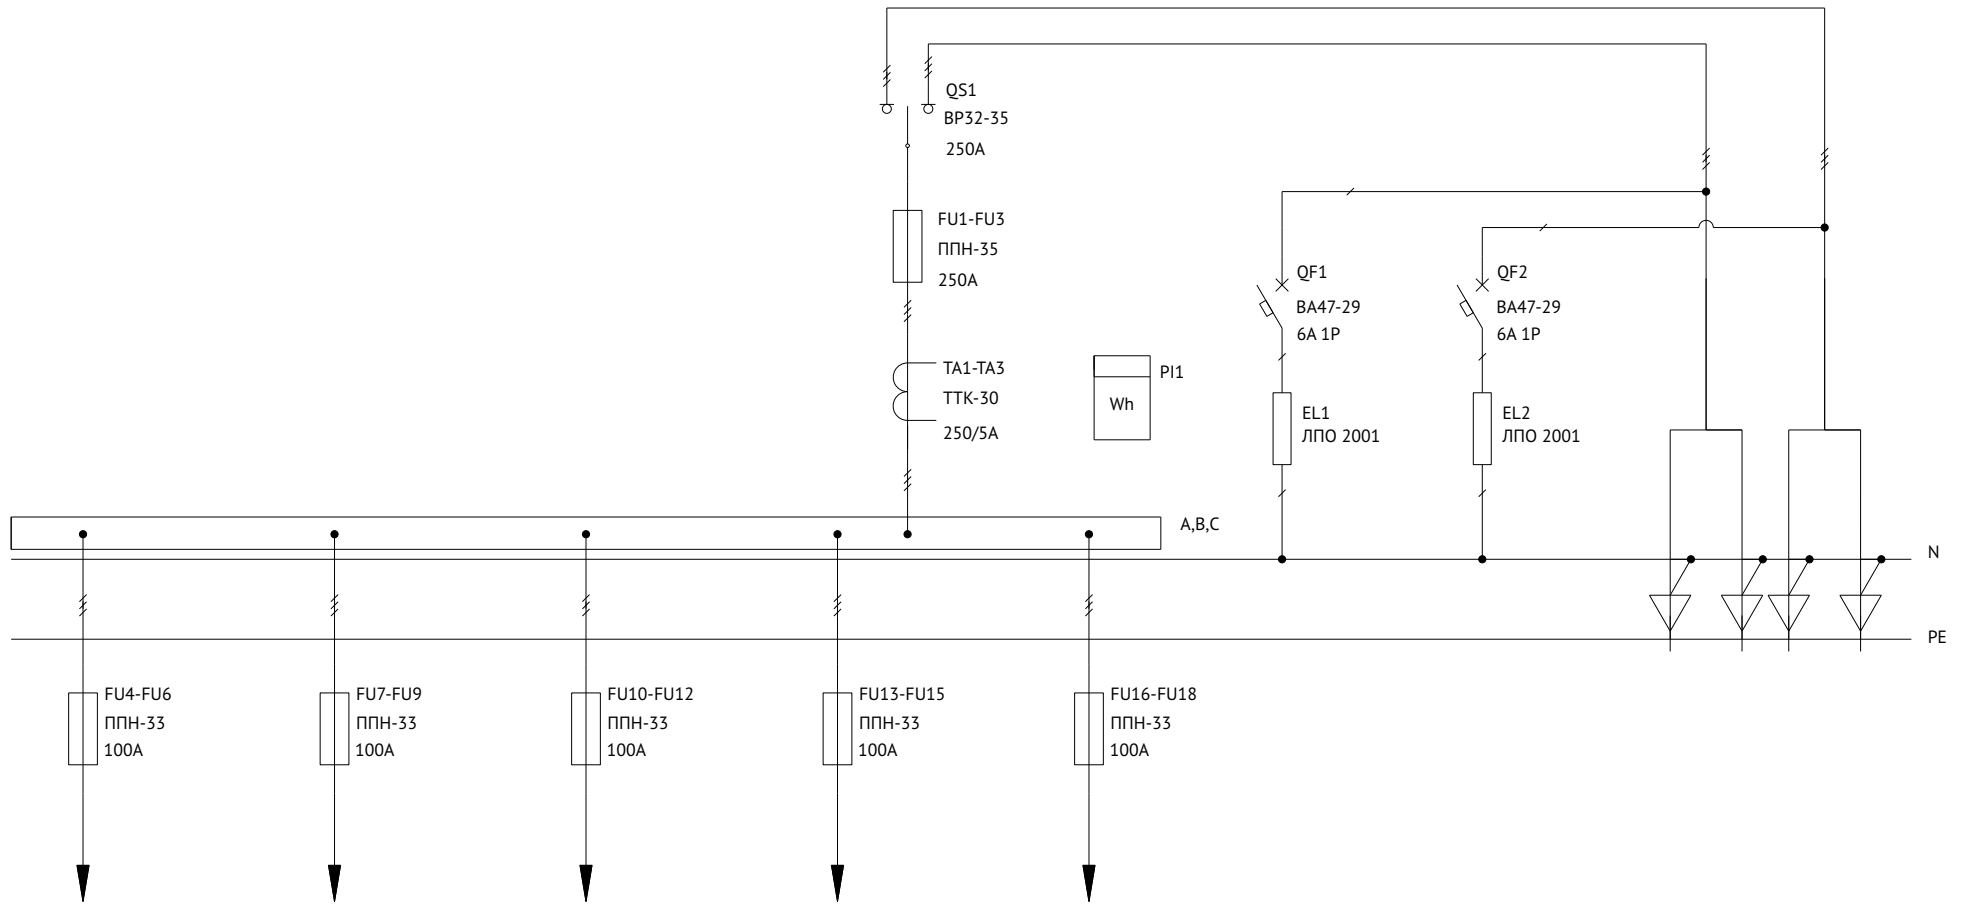 QS1
ВР32-35
250А
FU1-FU3
ППН-35
250А
TA1-TA3
ТТК-30
250/5А
PI1
Wh
QF1
ВА47-29
6А 1P
QF2
ВА47-29
6А 1P
EL1
ЛПО 2001
EL2
ЛПО 2001
A,B,C
N
PE
FU4-FU6
ППН-33
100А
FU7-FU9
ППН-33
100А
FU10-FU12
ППН-33
100А
FU13-FU15
ППН-33
100А
FU16-FU18
ППН-33
100А